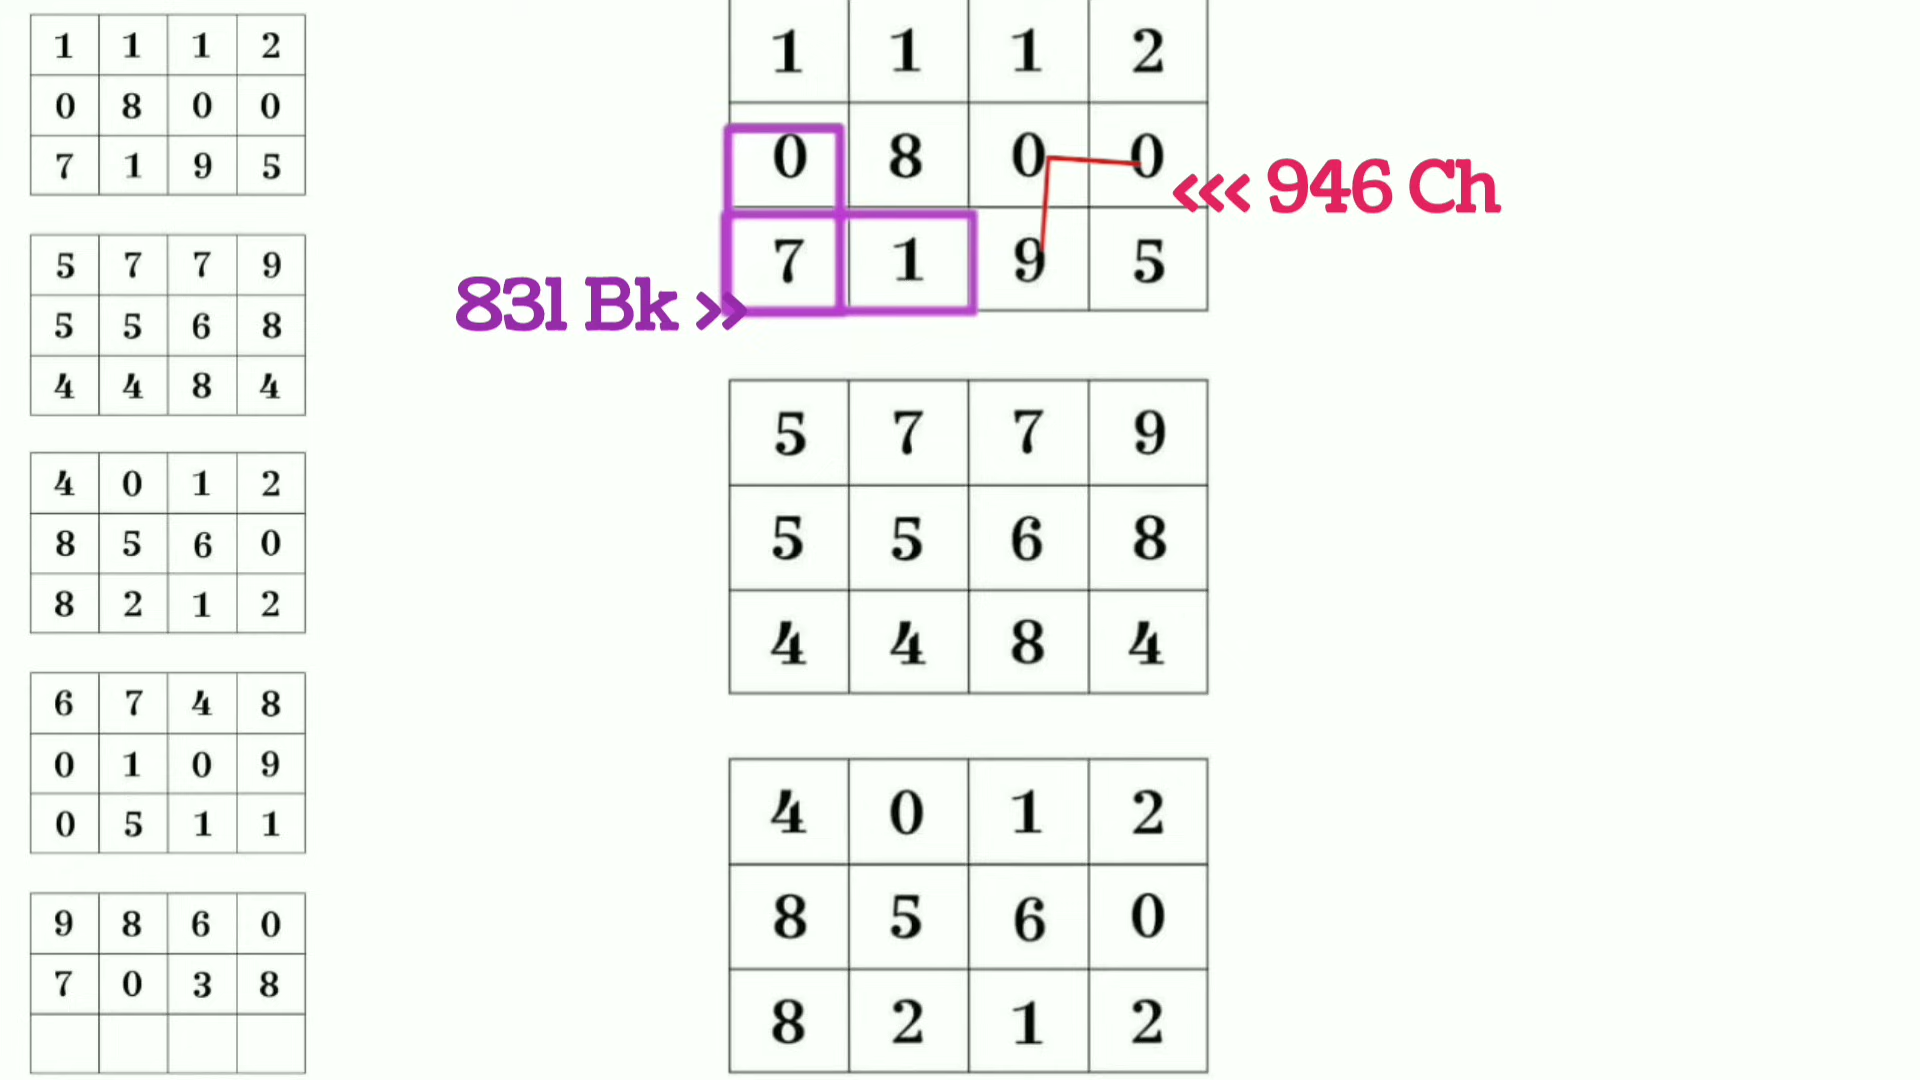 1 1 1 2
0 8 0 0
7 1 9 5
5 7 7 9
5 5 6 8
4 4 8 4
4 0 1 2
8 5 6 0
8 2 1 2
6 7 4 8
0 1 0 9
0 5 1 1
9 8 6 0
7 0 3 8
1 1 1 2
0 8 0 0
<<< 946 Ch
7 1 9 5
831 Bk >>
5 7 7 9
5 5 6 8
4 4 8 4
4 0 1 2
8 5 6 0
8 2 1 2